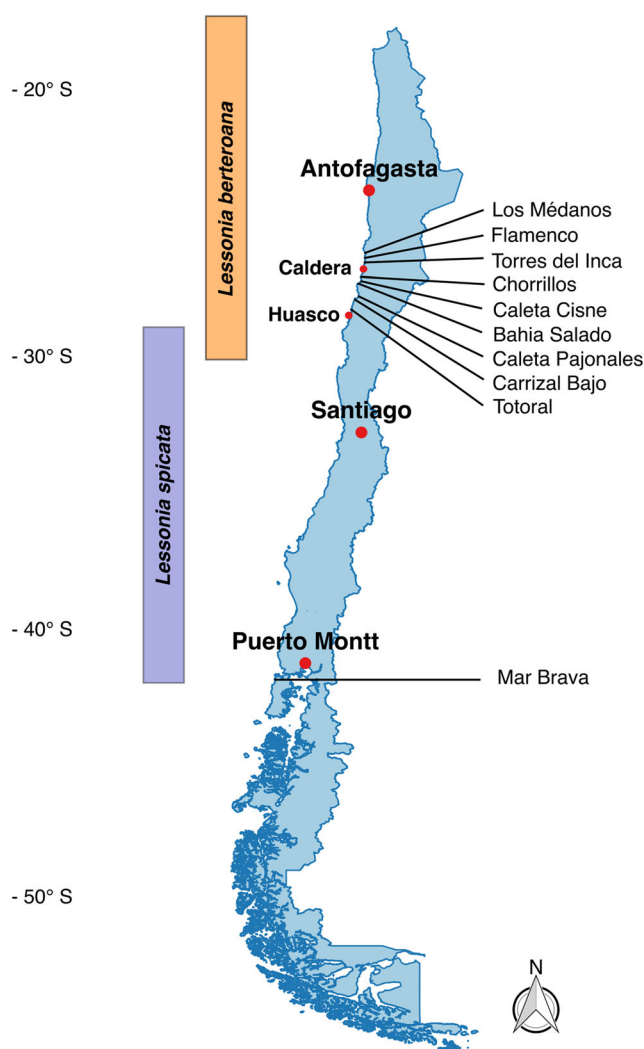 - 20° S
Lessonia berteroana
Antofagasta
Los Médanos
Flamenco
Torres del Inca
Caldera
Chorrillos
Caleta Cisne
Huasco
Bahia Salado
- 30° S
Caleta Pajonales
Carrizal Bajo
Totoral
Santiago
Lessonia spicata
- 40° S
Puerto Montt
Mar Brava
- 50° S
N